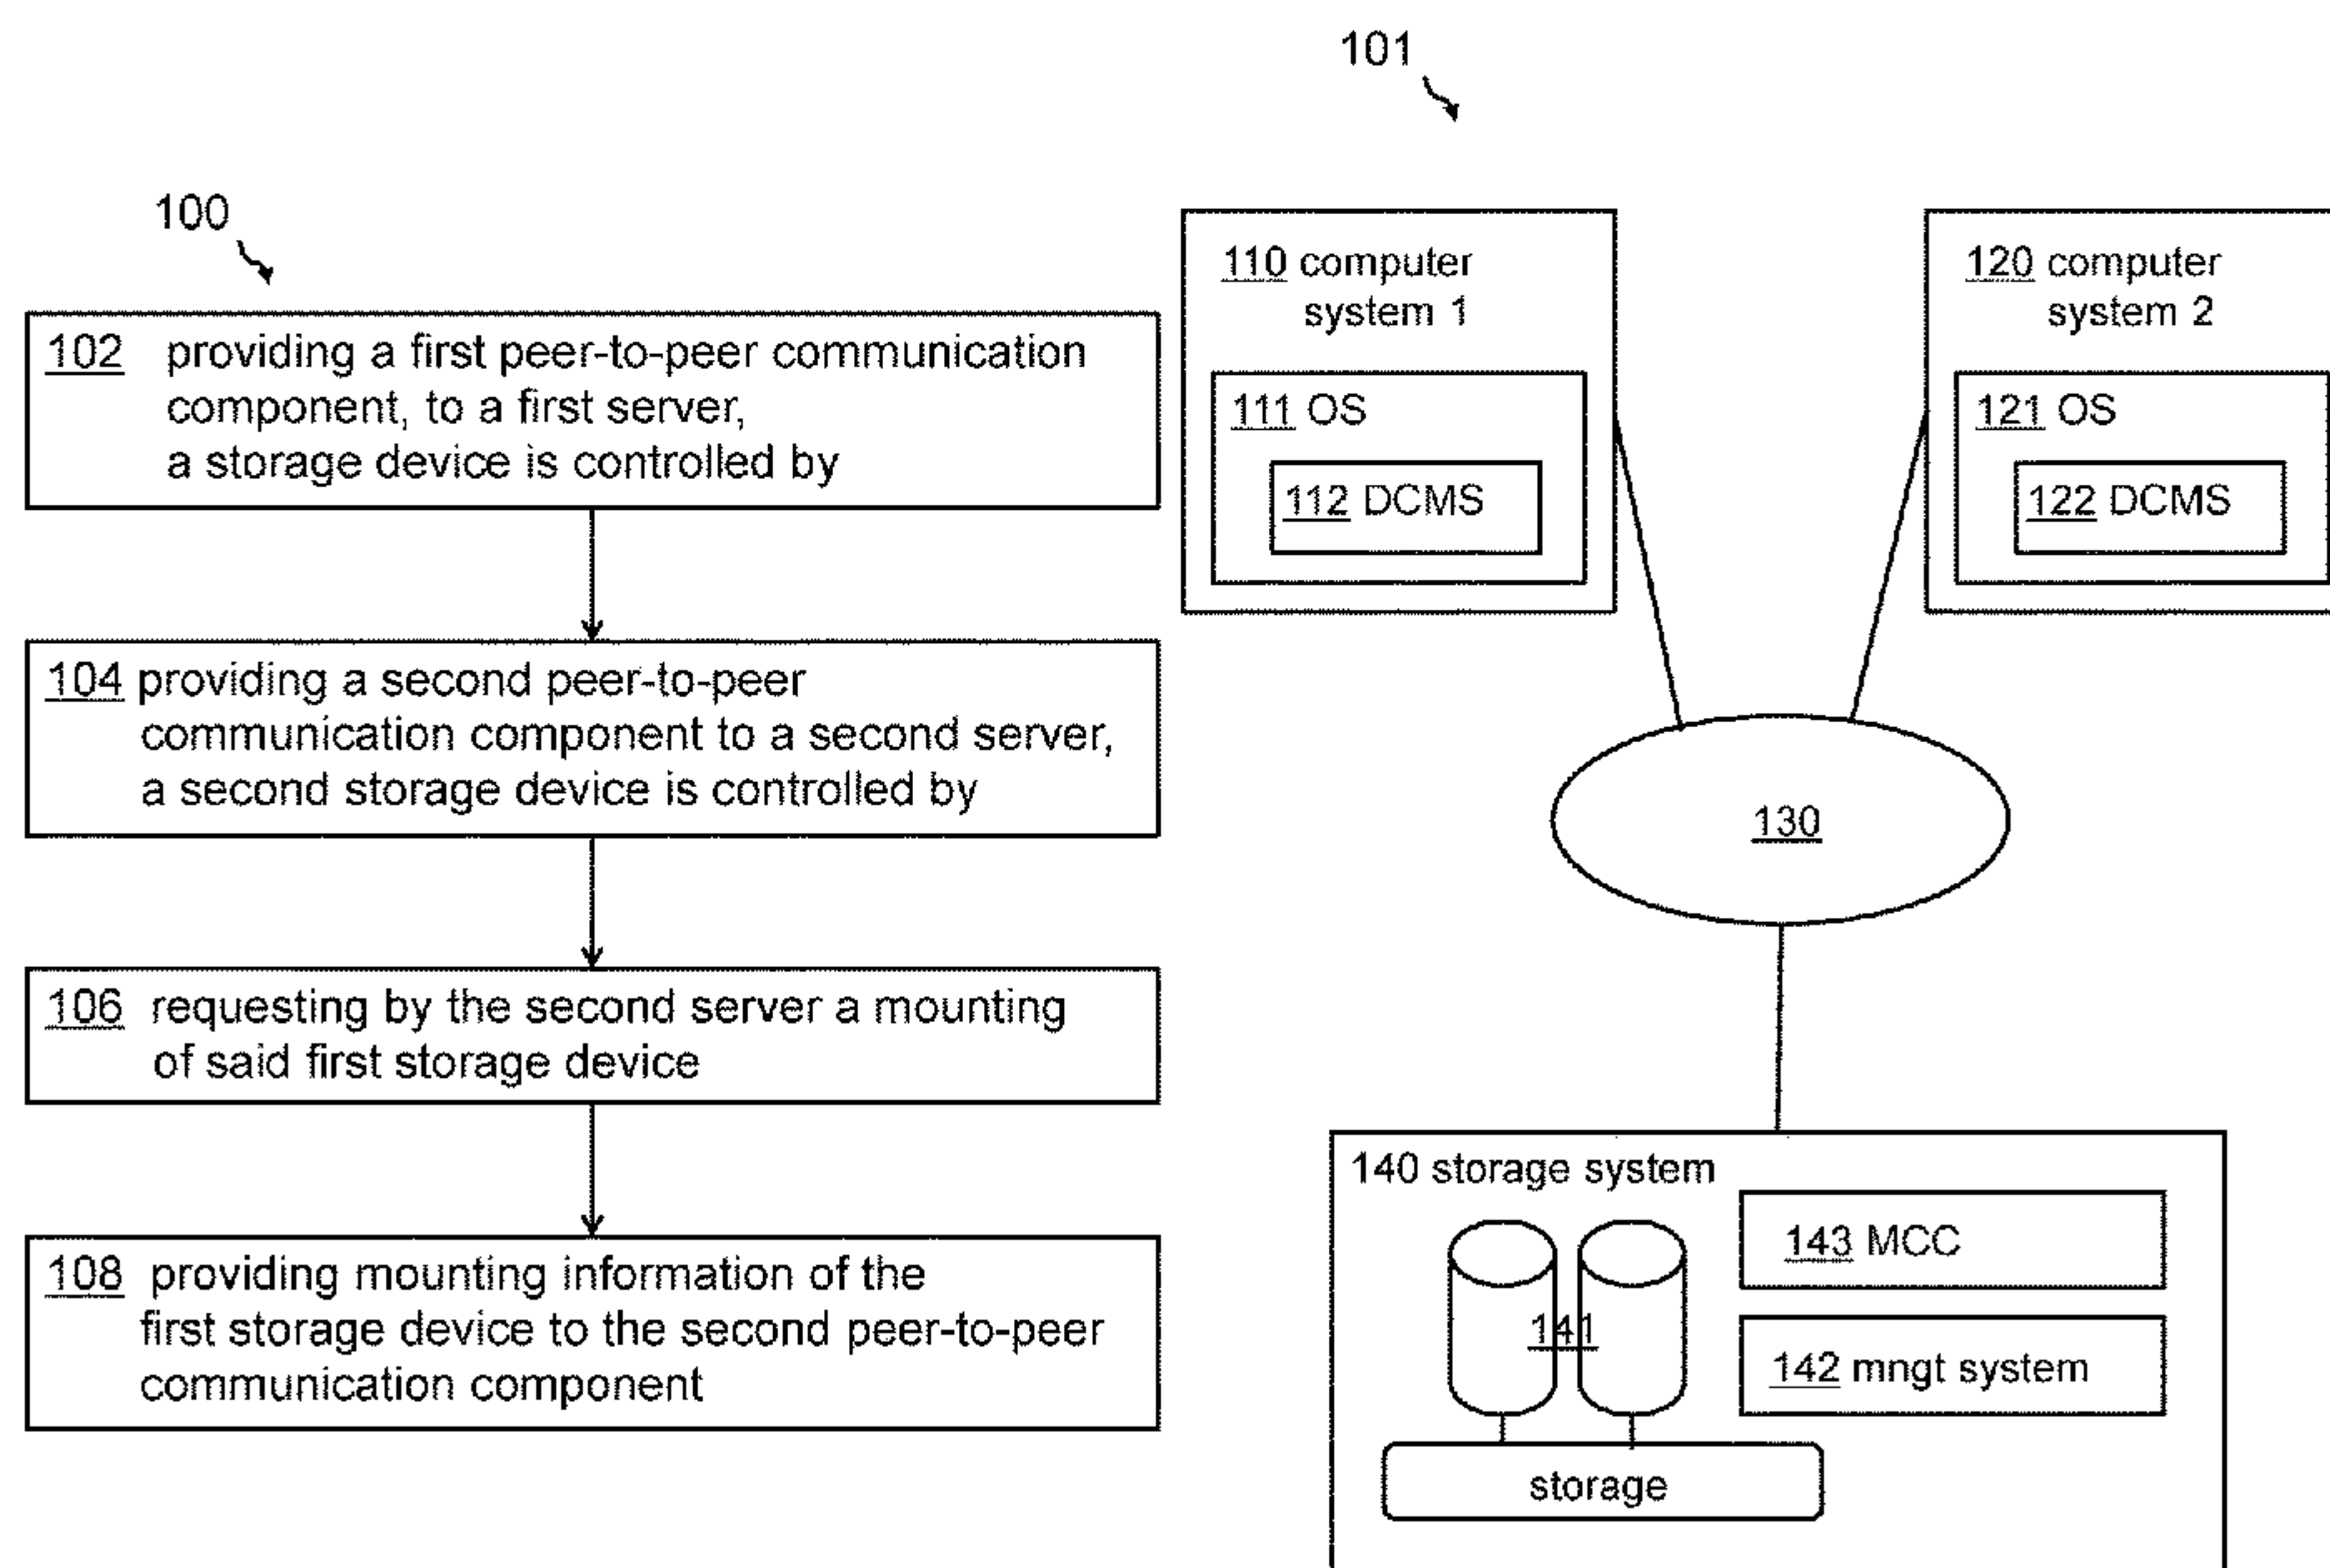 100
102 providing a first peer-to-peer communication
component, to a first server,
a storage device is controlled by
104 providing a second peer-to-peer
communication component to a second server,
a second storage device is controlled by
106 requesting by the second server a mounting
of said first storage device
108 providing mounting information of the
first storage device to the second peer-to-peer
communication component
101
110 computer
system 1
111 OS
112 DCMS
120 computer
system 2
121 OS
122 DCMS
130
140 storage system
141
143 MCC
142 mngt system
storage